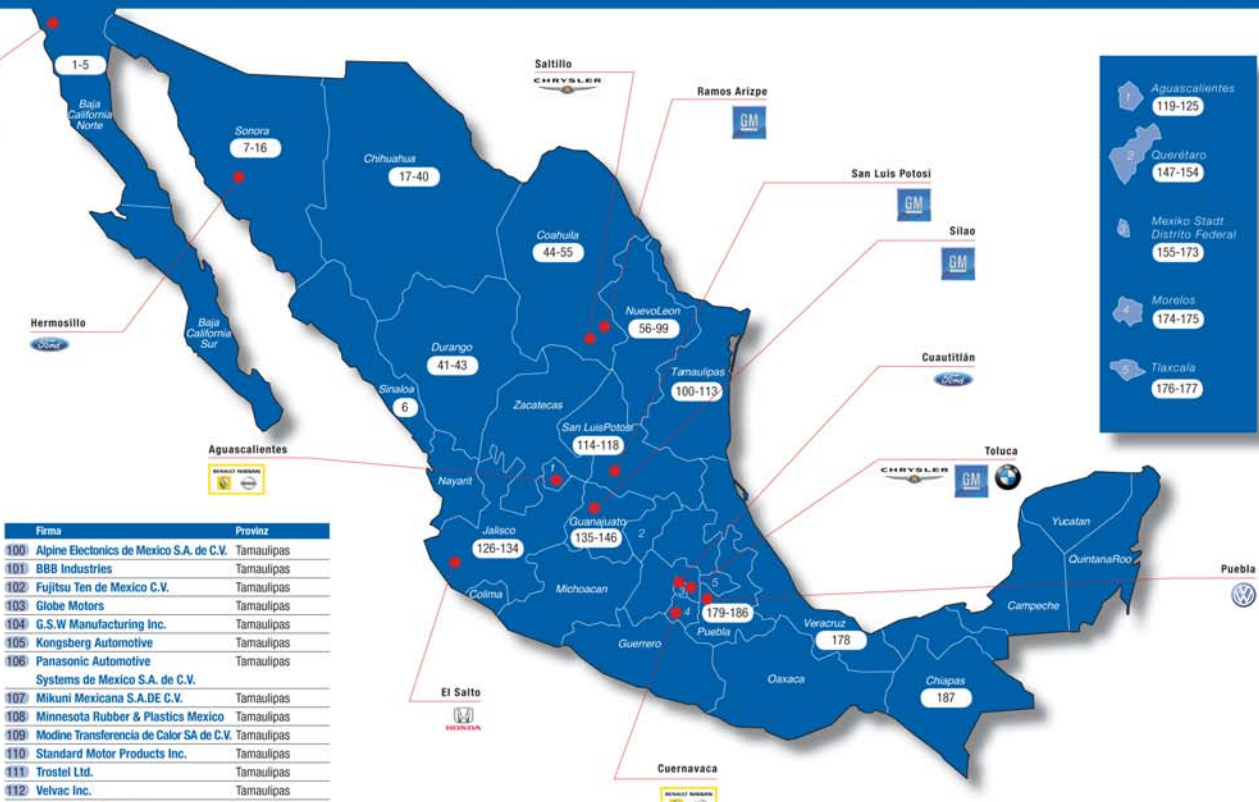 1-5
Baja
California
Norte
Sonora
7-16
Chihuahua
17-40
Coahuila
44-55
NuevoLeon
56-99
Durango
41-43
Sinaloa
6
Zacatecas
Tamaulipas
100-113
San LuisPotosi
114-118
Baja
California
Sur
Nayarit
1
Jalisco
126-134
Guanajuato
135-146
2
Colima
Michoacan
3
4
5
179-186
Puebla
Guerrero
Veracruz
178
Oaxaca
Chiapas
187
Yucatan
QuintanaRoo
Campeche
Saltillo
CHRYSLER
Ramos Arizpe
GM
San Luis Potosi
GM
Silao
GM
Hermosillo
Ford
Cuautitlán
Ford
Aguascalientes
RENAULT NISSAN
Toluca
CHRYSLER
GM
Puebla
El Salto
HONDA
Cuernavaca
RENAULT NISSAN
1 Aguascalientes
119-125
2 Querétaro
147-154
3 Mexiko Stadt
Distrito Federal
155-173
4 Morelos
174-175
5 Tlaxcala
176-177
Firma Provinz
100 Alpine Electonics de Mexico S.A. de C.V. Tamaulipas
101 BBB Industries Tamaulipas
102 Fujitsu Ten de Mexico C.V. Tamaulipas
103 Globe Motors Tamaulipas
104 G.S.W Manufacturing Inc. Tamaulipas
105 Kongsberg Automotive Tamaulipas
106 Panasonic Automotive Tamaulipas
Systems de Mexico S.A. de C.V.
107 Mikuni Mexicana S.A.DE C.V. Tamaulipas
108 Minnesota Rubber & Plastics Mexico Tamaulipas
109 Modine Transferencia de Calor SA de C.V. Tamaulipas
110 Standard Motor Products Inc. Tamaulipas
111 Trostel Ltd. Tamaulipas
112 Velvac Inc. Tamaulipas